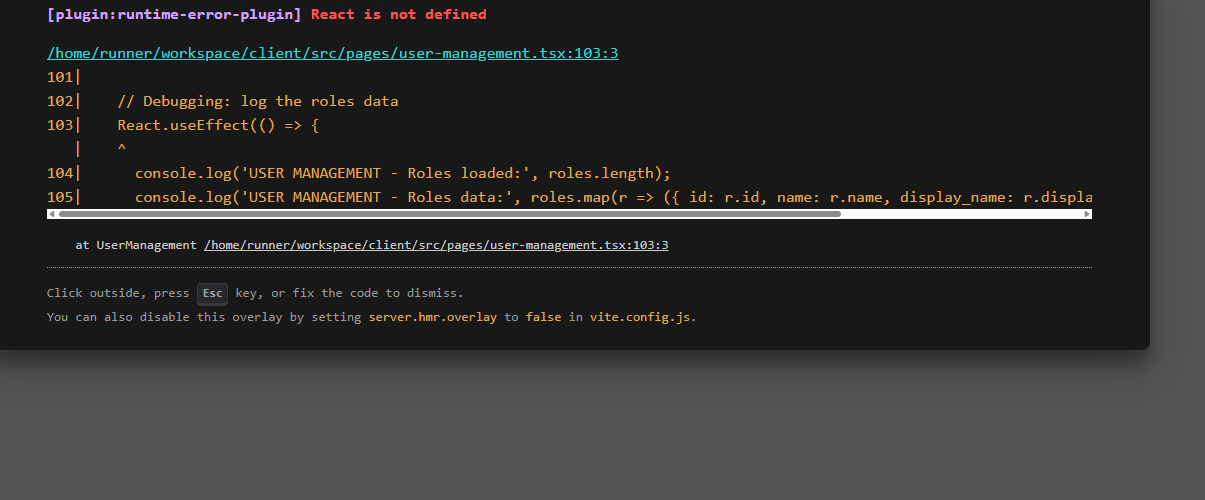 [plugin:runtime-error-plugin] React is not defined
/home/runner/workspace/client/src/pages/user-management.tsx:103:3
101|
102|    // Debugging: log the roles data
103|    React.useEffect(() => {
   |    ^
104|      console.log('USER MANAGEMENT - Roles loaded:', roles.length);
105|      console.log('USER MANAGEMENT - Roles data:', roles.map(r => ({ id: r.id, name: r.name, display_name: r.displa
at UserManagement /home/runner/workspace/client/src/pages/user-management.tsx:103:3
Click outside, press Esc key, or fix the code to dismiss.
You can also disable this overlay by setting server.hmr.overlay to false in vite.config.js.